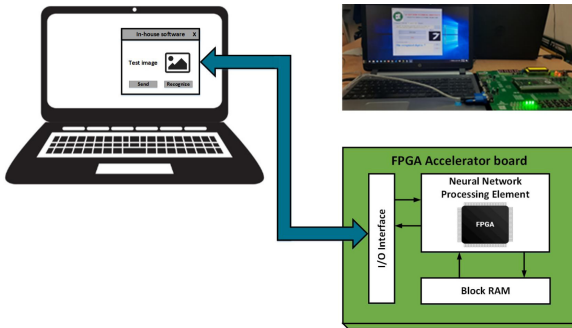 In-house software X
Test image
Send Recognize
FPGA Accelerator board
I/O Interface
Neural Network
Processing Element
FPGA
Block RAM